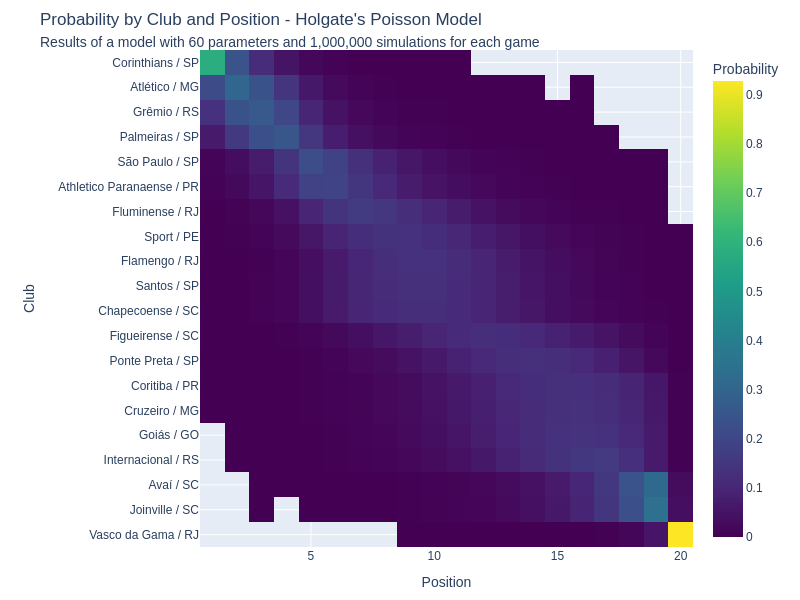 Probability by Club and Position - Holgate's Poisson Model
Results of a model with 60 parameters and 1,000,000 simulations for each game
Probability
Corinthians / SP
Atlético / MG
Grêmio / RS
Palmeiras / SP
São Paulo / SP
Athletico Paranaense / PR
Fluminense / RJ
Sport / PE
Flamengo / RJ
Santos / SP
Chapecoense / SC
Figueirense / SC
Ponte Preta / SP
Coritiba / PR
Cruzeiro / MG
Goiás / GO
Internacional / RS
Avaí / SC
Joinville / SC
Vasco da Gama / RJ
Club
5 10 15 20
Position
0.9
0.8
0.7
0.6
0.5
0.4
0.3
0.2
0.1
0